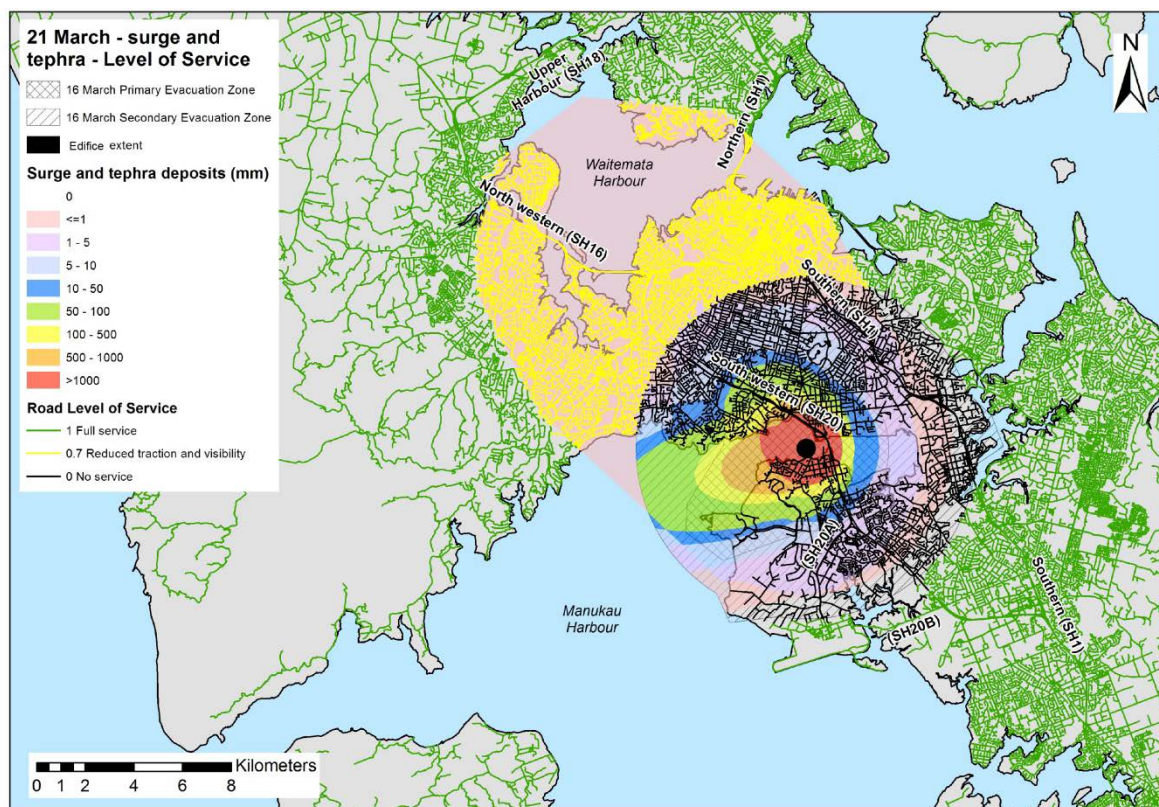 21 March - surge and
tephra - Level of Service
16 March Primary Evacuation Zone
16 March Secondary Evacuation Zone
Edifice extent
Surge and tephra deposits (mm)
0
<=1
1 - 5
5 - 10
10 - 50
50 - 100
100 - 500
500 - 1000
>1000
Road Level of Service
1 Full service
0.7 Reduced traction and visibility
0 No service
Upper
Harbour (SH18)
Northern (SH1)
N
Waitemata
Harbour
North western (SH16)
Southern (SH1)
South-western (SH20)
(SH20A)
Manukau
Harbour
(SH20B)
Southern (SH1)
Kilometers
0 1 2 4 6 8